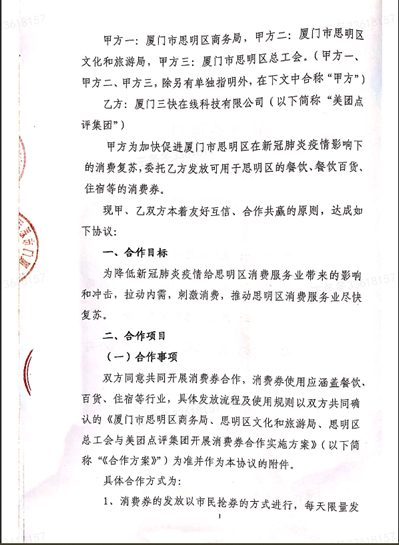 甲方一：厦门市思明区商务局，甲方二：厦门市思明区
文化和旅游局，甲方三：厦门市思明区总工会。（甲方一、
甲方二、甲方三，除另有单独指明外，在下文中合称“甲方”）
乙方：厦门三快在线科技有限公司（以下简称“美团点
评集团”）
甲方为加快促进厦门市思明区在新冠肺炎疫情影响下
的消费复苏，委托乙方发放可用于思明区的餐饮、餐饮百货、
住宿等的消费券。
现甲、乙双方本着友好互信、合作共赢的原则，达成如
下协议：
一、合作目标
为降低新冠肺炎疫情给思明区消费服务业带来的影响
和冲击，拉动内需，刺激消费，推动思明区消费服务业尽快
复苏。
二、合作项目
（一）合作事项
双方同意共同开展消费券合作，消费券使用应涵盖餐饮、
百货、住宿等行业，具体发放流程及使用规则以双方共同确
认的《厦门市思明区商务局、思明区文化和旅游局、思明区
总工会与美团点评集团开展消费券合作实施方案》（以下简
称“《合作方案》”）为准并作为本协议的附件。
具体合作方式为：
1、消费券的发放以市民抢券的方式进行，每天限量发
1